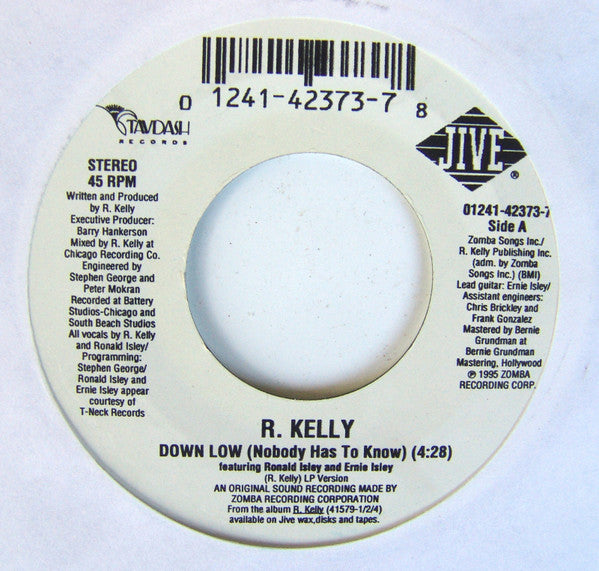 0 1241-42373-7 8
TAVDASH
RECORDS
JIVE
®
STEREO
45 RPM
Written and Produced
by R. Kelly
Executive Producer:
Barry Hankerson
Mixed by R. Kelly at
Chicago Recording Co.
Engineered by
Stephen George and
Peter Mokran
Recorded at Battery
Studios-Chicago and
South Beach Studios
All vocals by R. Kelly
and Ronald Isley/
Programming:
Stephen George/
Ronald Isley and
Ernie Isley appear
courtesy of
T-Neck Records
01241-42373-7
Side A
Zomba Songs Inc./
R. Kelly Publishing Inc.
(adm. by Zomba
Songs Inc.) (BMI)
Lead guitar: Ernie Isley/
Assistant engineers:
Chris Brickley and
Frank Gonzalez
Mastered by Bernie
Grundman at
Bernie Grundman
Mastering, Hollywood
℗ 1995 ZOMBA
RECORDING CORP.
R. KELLY
DOWN LOW (Nobody Has To Know) (4:28)
featuring Ronald Isley and Ernie Isley
(R. Kelly) LP Version
AN ORIGINAL SOUND RECORDING MADE BY
ZOMBA RECORDING CORPORATION
From the album R. Kelly (41579-1/2/4)
available on Jive wax,disks and tapes.